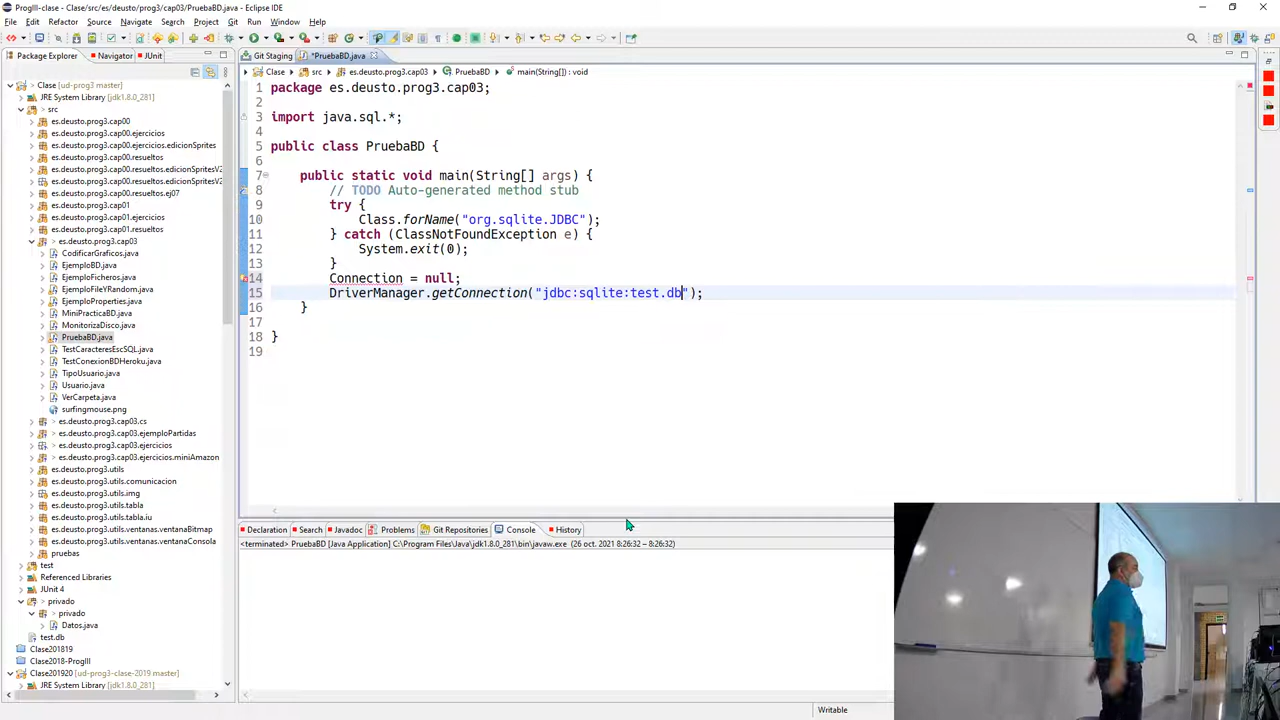 ProgIII-clase - Clase/src/es/deusto/prog3/cap03/PruebaBD.java - Eclipse IDE
File Edit Refactor Source Navigate Search Project Git Run Window Help
Package Explorer Navigator JUnit
Git Staging *PruebaBD.java
Clase src es.deusto.prog3.cap03 PruebaBD main(String[]) : void
Clase [ud-prog3 master]
JRE System Library [jdk1.8.0_281]
src
es.deusto.prog3.cap00
es.deusto.prog3.cap00.ejercicios
es.deusto.prog3.cap00.ejercicios.edicionSprites
es.deusto.prog3.cap00.resueltos
es.deusto.prog3.cap00.resueltos.edicionSprites
es.deusto.prog3.cap00.resueltos.edicionSpritesV2
es.deusto.prog3.cap00.resueltos.ej07
es.deusto.prog3.cap01
es.deusto.prog3.cap01.ejercicios
es.deusto.prog3.cap01.resueltos
> es.deusto.prog3.cap03
CodificarGraficos.java
EjemploBD.java
EjemploFicheros.java
EjemploFileYRandom.java
EjemploProperties.java
MiniPracticaBD.java
MonitorizaDisco.java
PruebaBD.java
TestCaracteresEscSQL.java
TestConexionBDHeroku.java
TipoUsuario.java
Usuario.java
VerCarpeta.java
surfingmouse.png
> es.deusto.prog3.cap03.cs
> es.deusto.prog3.cap03.ejemploPartidas
> es.deusto.prog3.cap03.ejercicios
> es.deusto.prog3.cap03.ejercicios.miniAmazon
es.deusto.prog3.utils
es.deusto.prog3.utils.comunicacion
es.deusto.prog3.utils.img
es.deusto.prog3.utils.tabla
es.deusto.prog3.utils.tabla.iu
es.deusto.prog3.utils.ventanas.ventanaBitmap
es.deusto.prog3.utils.ventanas.ventanaConsola
pruebas
test
Referenced Libraries
JUnit 4
> privado
> privado
Datos.java
test.db
Clase201819
Clase2018-ProgIII
Clase201920 [ud-prog3-clase-2019 master]
JRE System Library [jdk1.8.0_281]
1 package es.deusto.prog3.cap03;
2
3 import java.sql.*;
4
5 public class PruebaBD {
6
7 public static void main(String[] args) {
8 // TODO Auto-generated method stub
9 try {
10 Class.forName("org.sqlite.JDBC");
11 } catch (ClassNotFoundException e) {
12 System.exit(0);
13 }
14 Connection = null;
15 DriverManager.getConnection("jdbc:sqlite:test.db");
16 }
17
18 }
19
Declaration Search Javadoc Problems Git Repositories Console History
<terminated> PruebaBD [Java Application] C:\Program Files\Java\jdk1.8.0_281\bin\javaw.exe (26 oct. 2021 8:26:32 – 8:26:32)
Writable